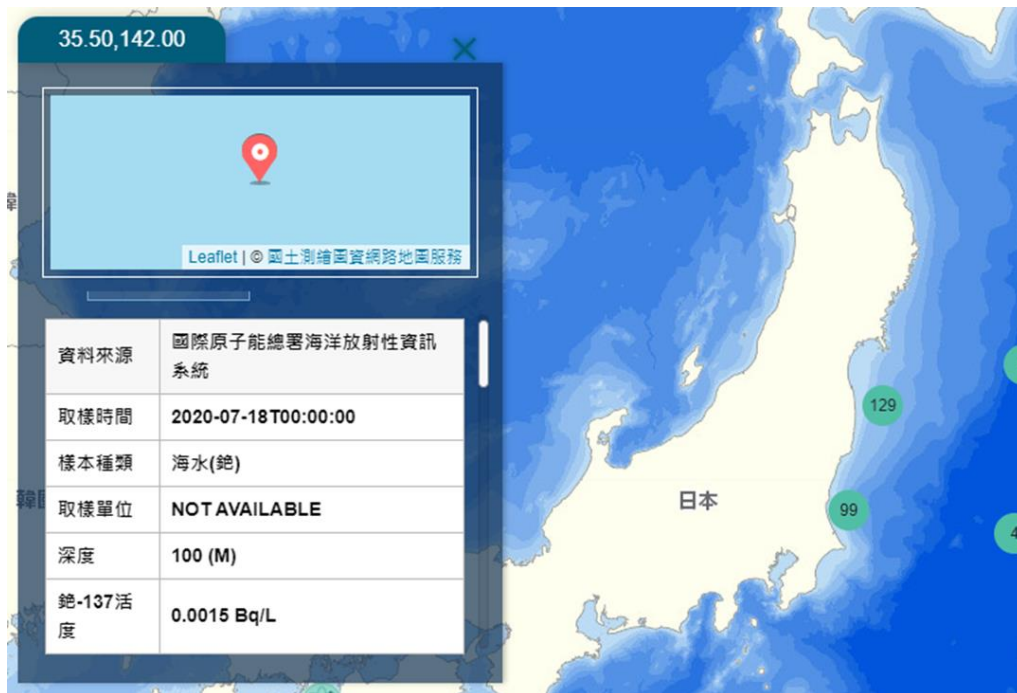 35.50,142.00
Leaflet | © 國土測繪圖資網路地圖服務
資料來源
國際原子能總署海洋放射性資訊
系統
取樣時間
2020-07-18T00:00:00
樣本種類
海水(銫)
取樣單位
NOT AVAILABLE
深度
100 (M)
銫-137活
度
0.0015 Bq/L
129
日本
99
4